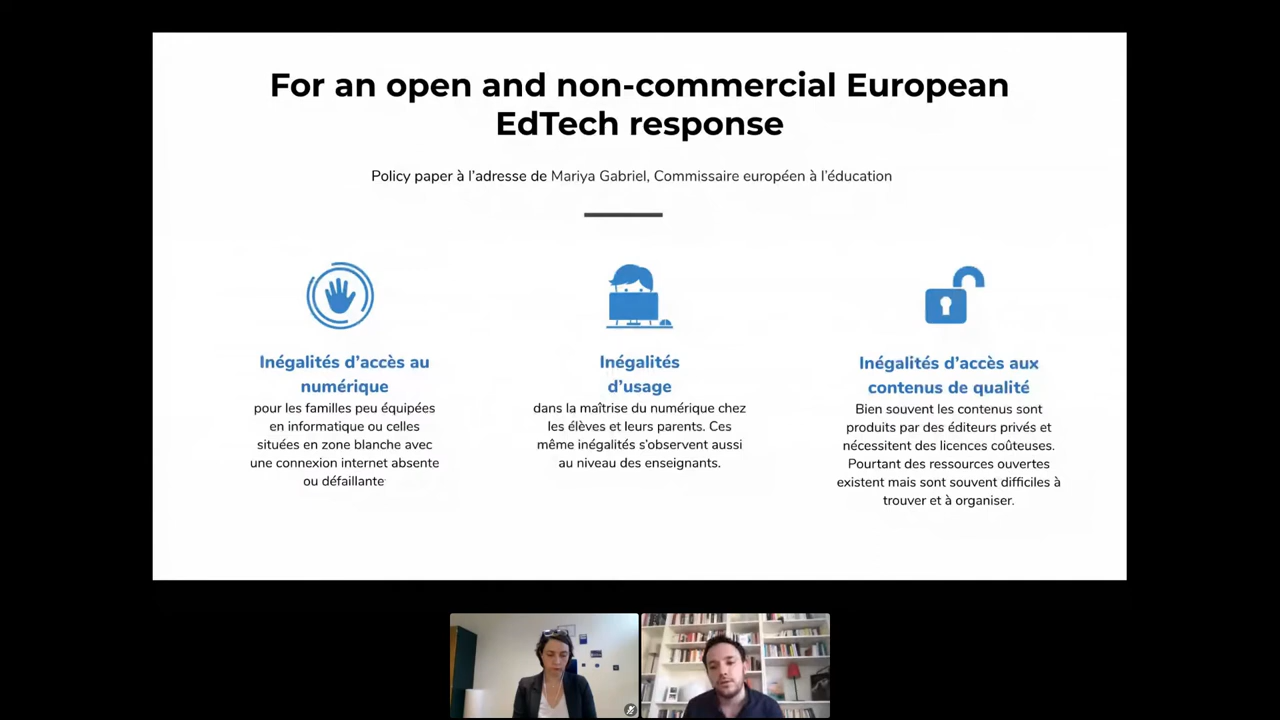 For an open and non-commercial European
EdTech response
Policy paper à l’adresse de Mariya Gabriel, Commissaire européen à l’éducation
Inégalités d’accès au
numérique
pour les familles peu équipées
en informatique ou celles
situées en zone blanche avec
une connexion internet absente
ou défaillante
Inégalités
d’usage
dans la maîtrise du numérique chez
les élèves et leurs parents. Ces
même inégalités s’observent aussi
au niveau des enseignants.
Inégalités d’accès aux
contenus de qualité
Bien souvent les contenus sont
produits par des éditeurs privés et
nécessitent des licences coûteuses.
Pourtant des ressources ouvertes
existent mais sont souvent difficiles à
trouver et à organiser.